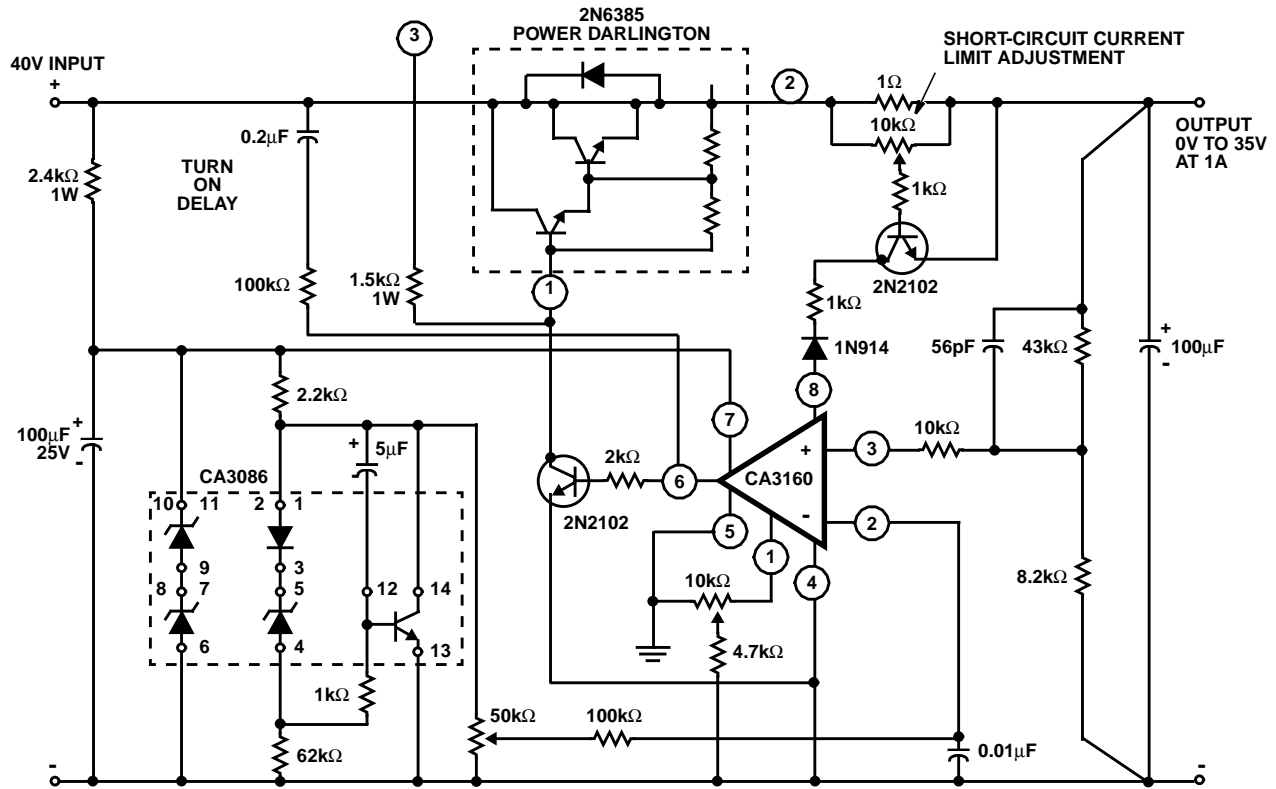 2N6385
POWER DARLINGTON
3
SHORT-CIRCUIT CURRENT
LIMIT ADJUSTMENT
40V INPUT
+
2
1Ω
10kΩ
+
OUTPUT
0V TO 35V
AT 1A
0.2μF
TURN
ON
DELAY
2.4kΩ
1W
1kΩ
2N2102
100kΩ
1.5kΩ
1W
1
1kΩ
1N914
56pF
43kΩ
+
100μF
-
8
2.2kΩ
7
+
100μF
25V
-
+
5μF
-
CA3086
2kΩ
6
CA3160
+
-
3
10kΩ
2N2102
5
2
1
4
10 11
2 1
9
3
8 7
5
12
14
6
4
13
10kΩ
8.2kΩ
4.7kΩ
1kΩ
50kΩ
100kΩ
62kΩ
0.01μF
-
-